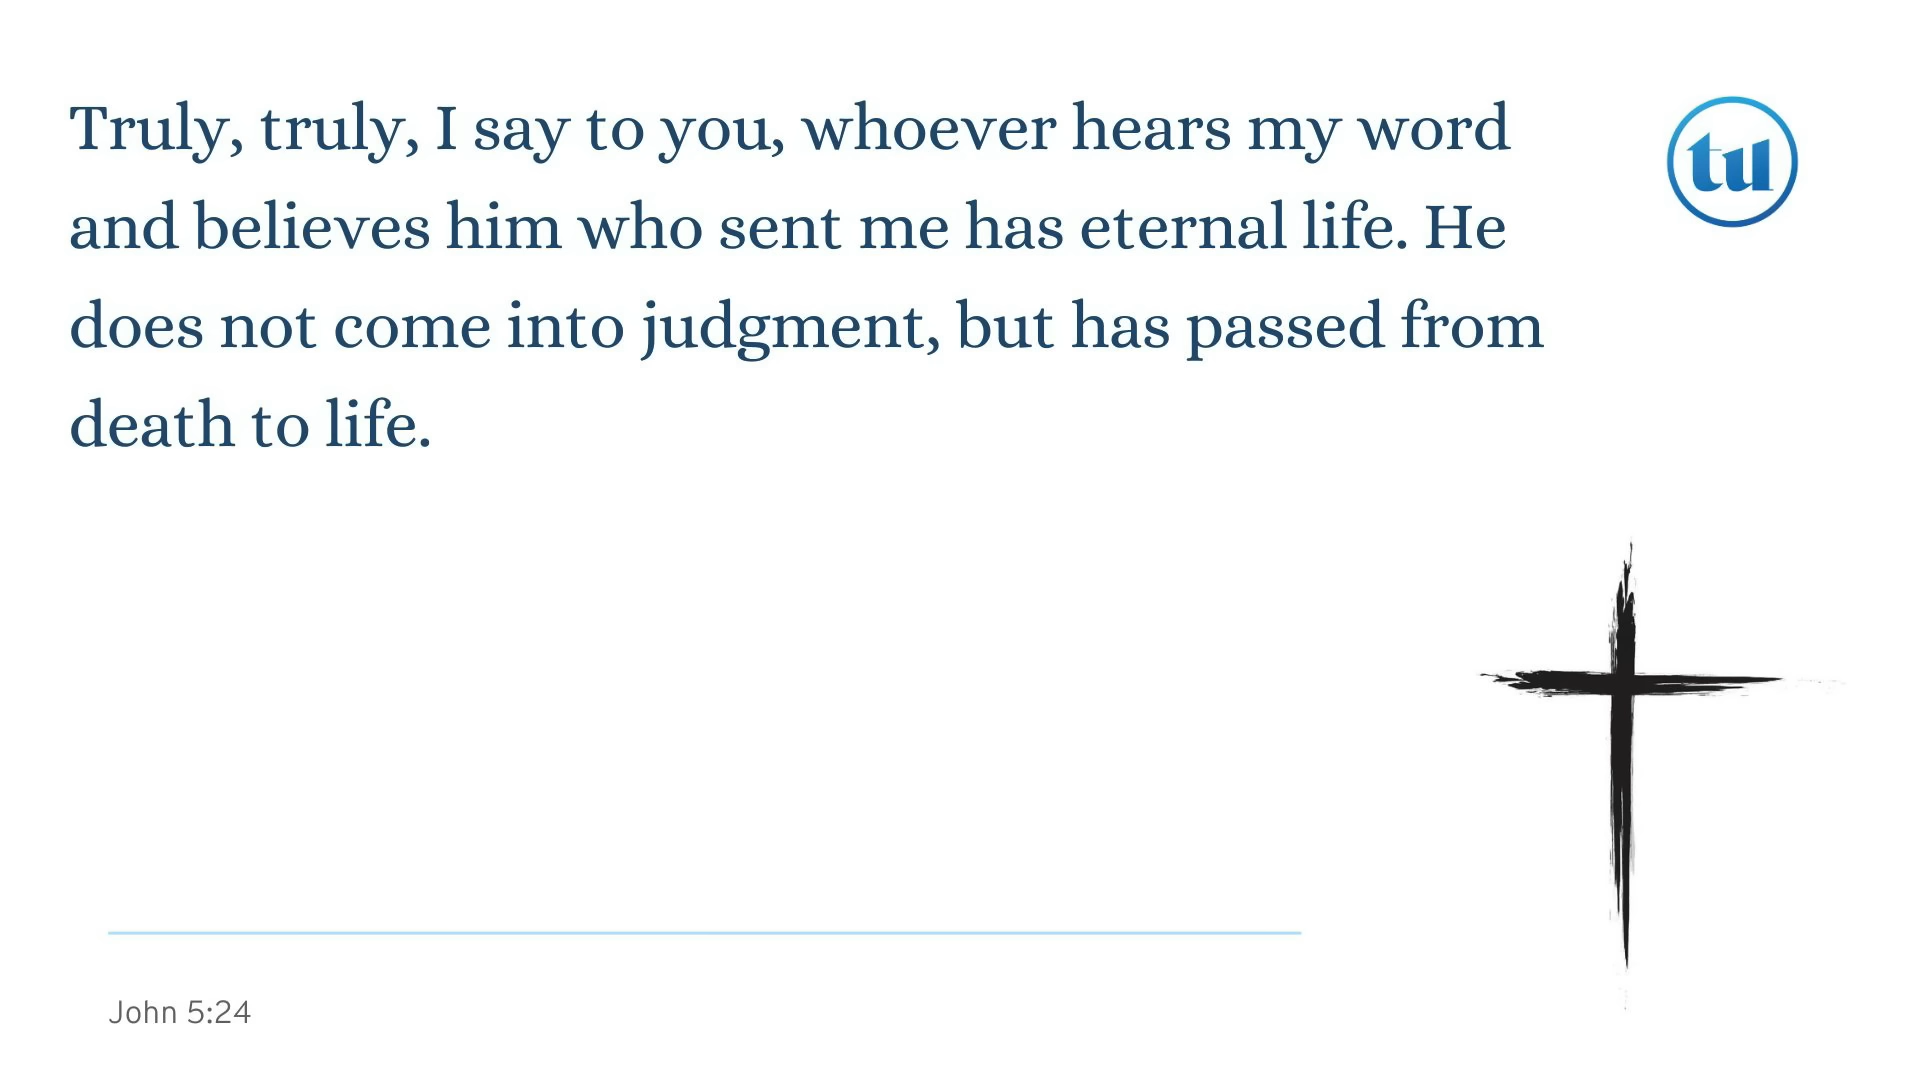 Truly, truly, I say to you, whoever hears my word
and believes him who sent me has eternal life. He
does not come into judgment, but has passed from
death to life.
tu
John 5:24